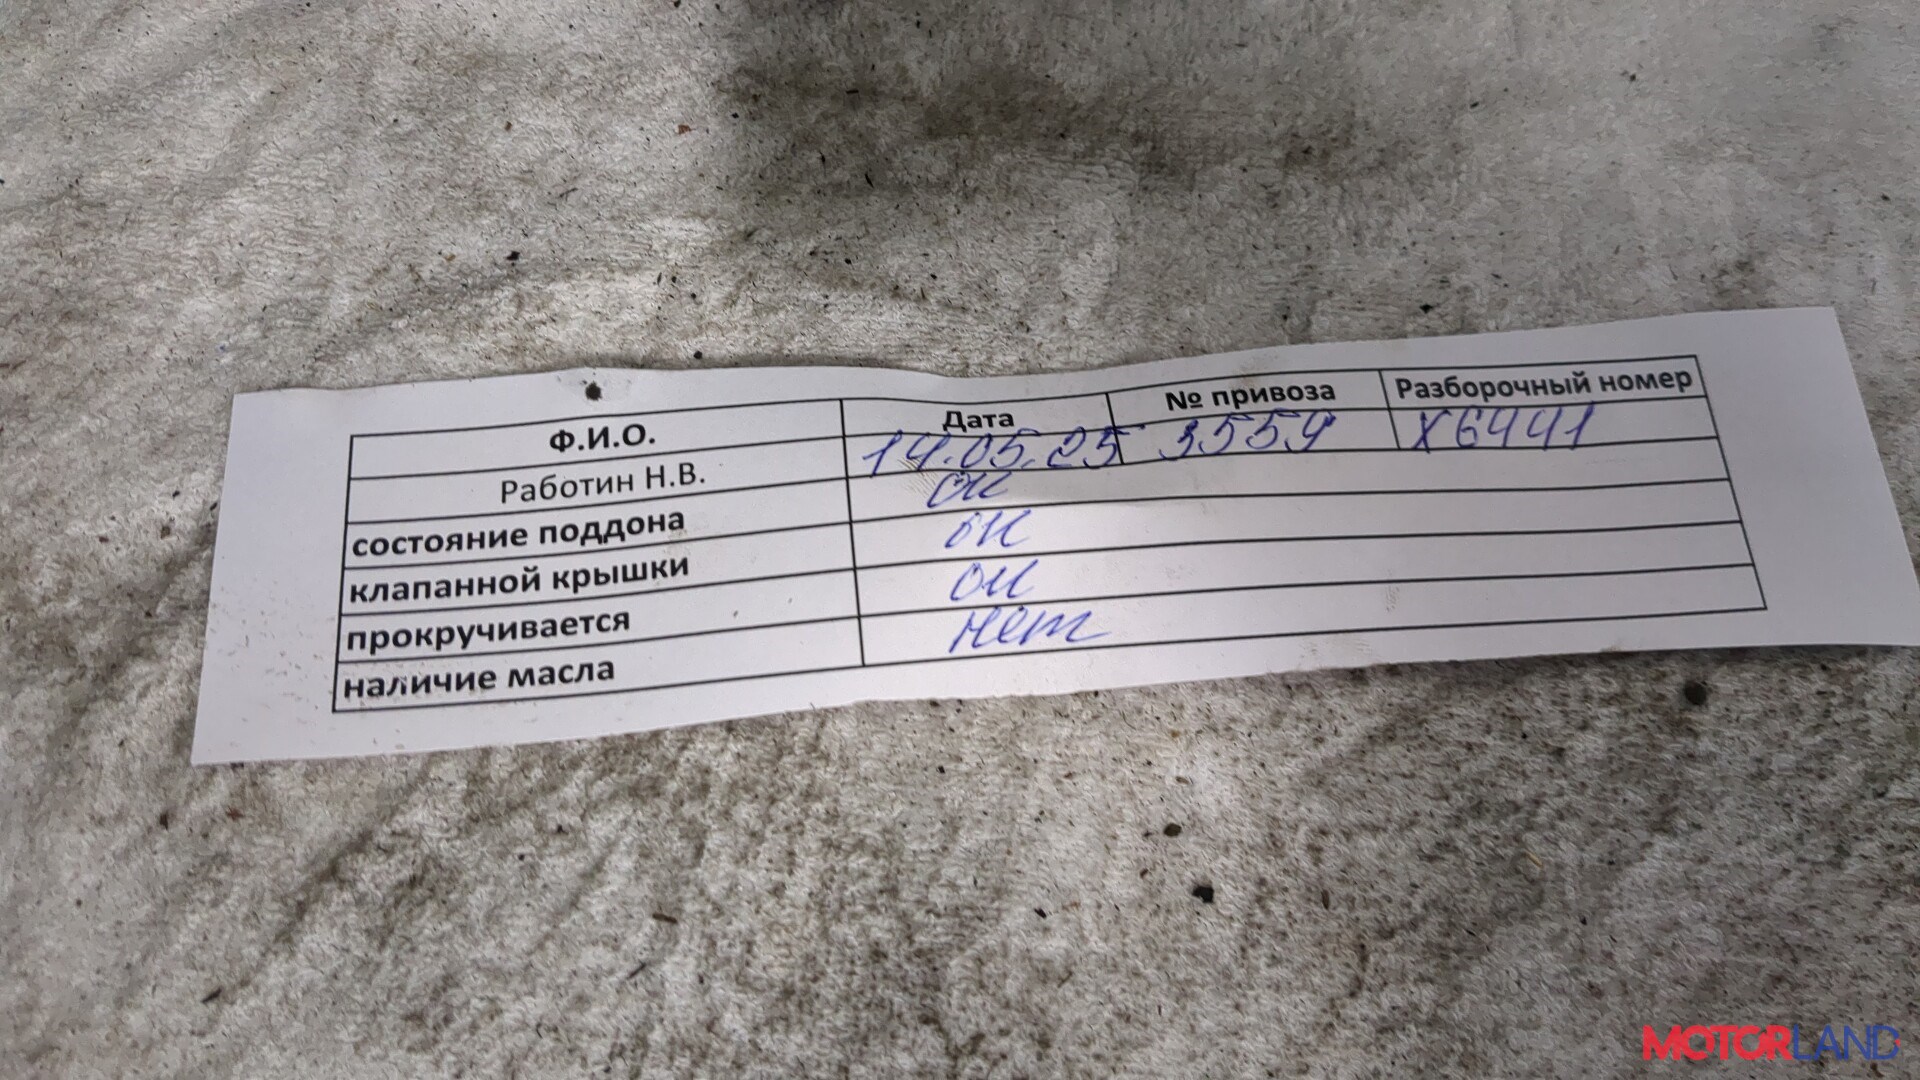 Ф.И.О. Дата № привоза Разборочный номер
Работин Н.В. 14.05.25 3559 Х6441
состояние поддона ок
клапанной крышки ок
прокручивается ок
наличие масла нет
MOTORLAND